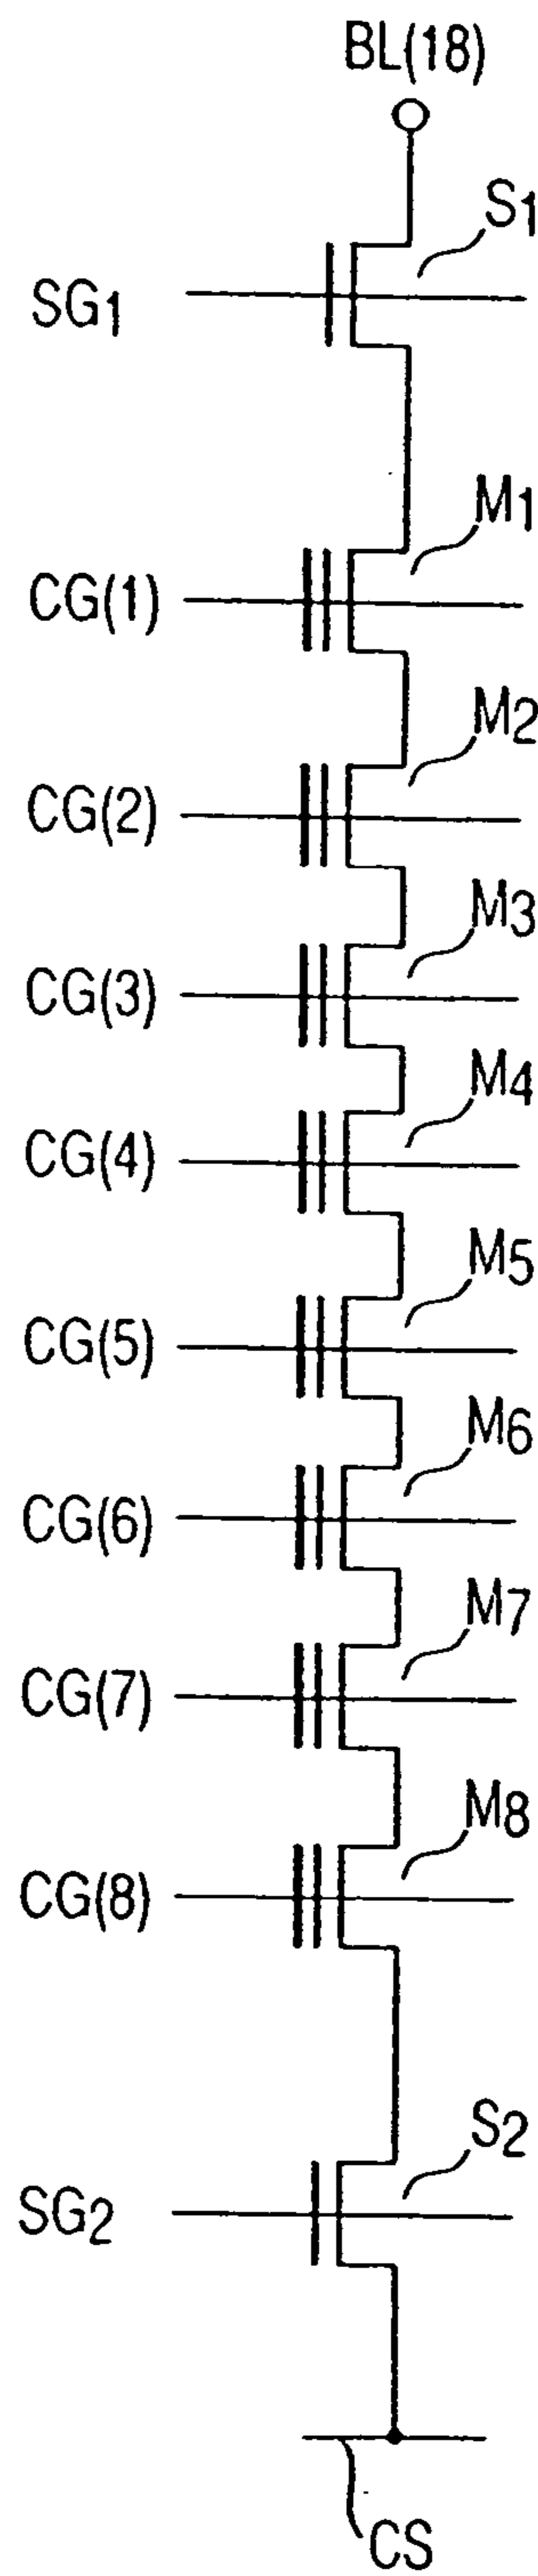 BL(18)
S1
SG1
M1
CG(1)
M2
CG(2)
M3
CG(3)
M4
CG(4)
M5
CG(5)
M6
CG(6)
M7
CG(7)
M8
CG(8)
S2
SG2
CS